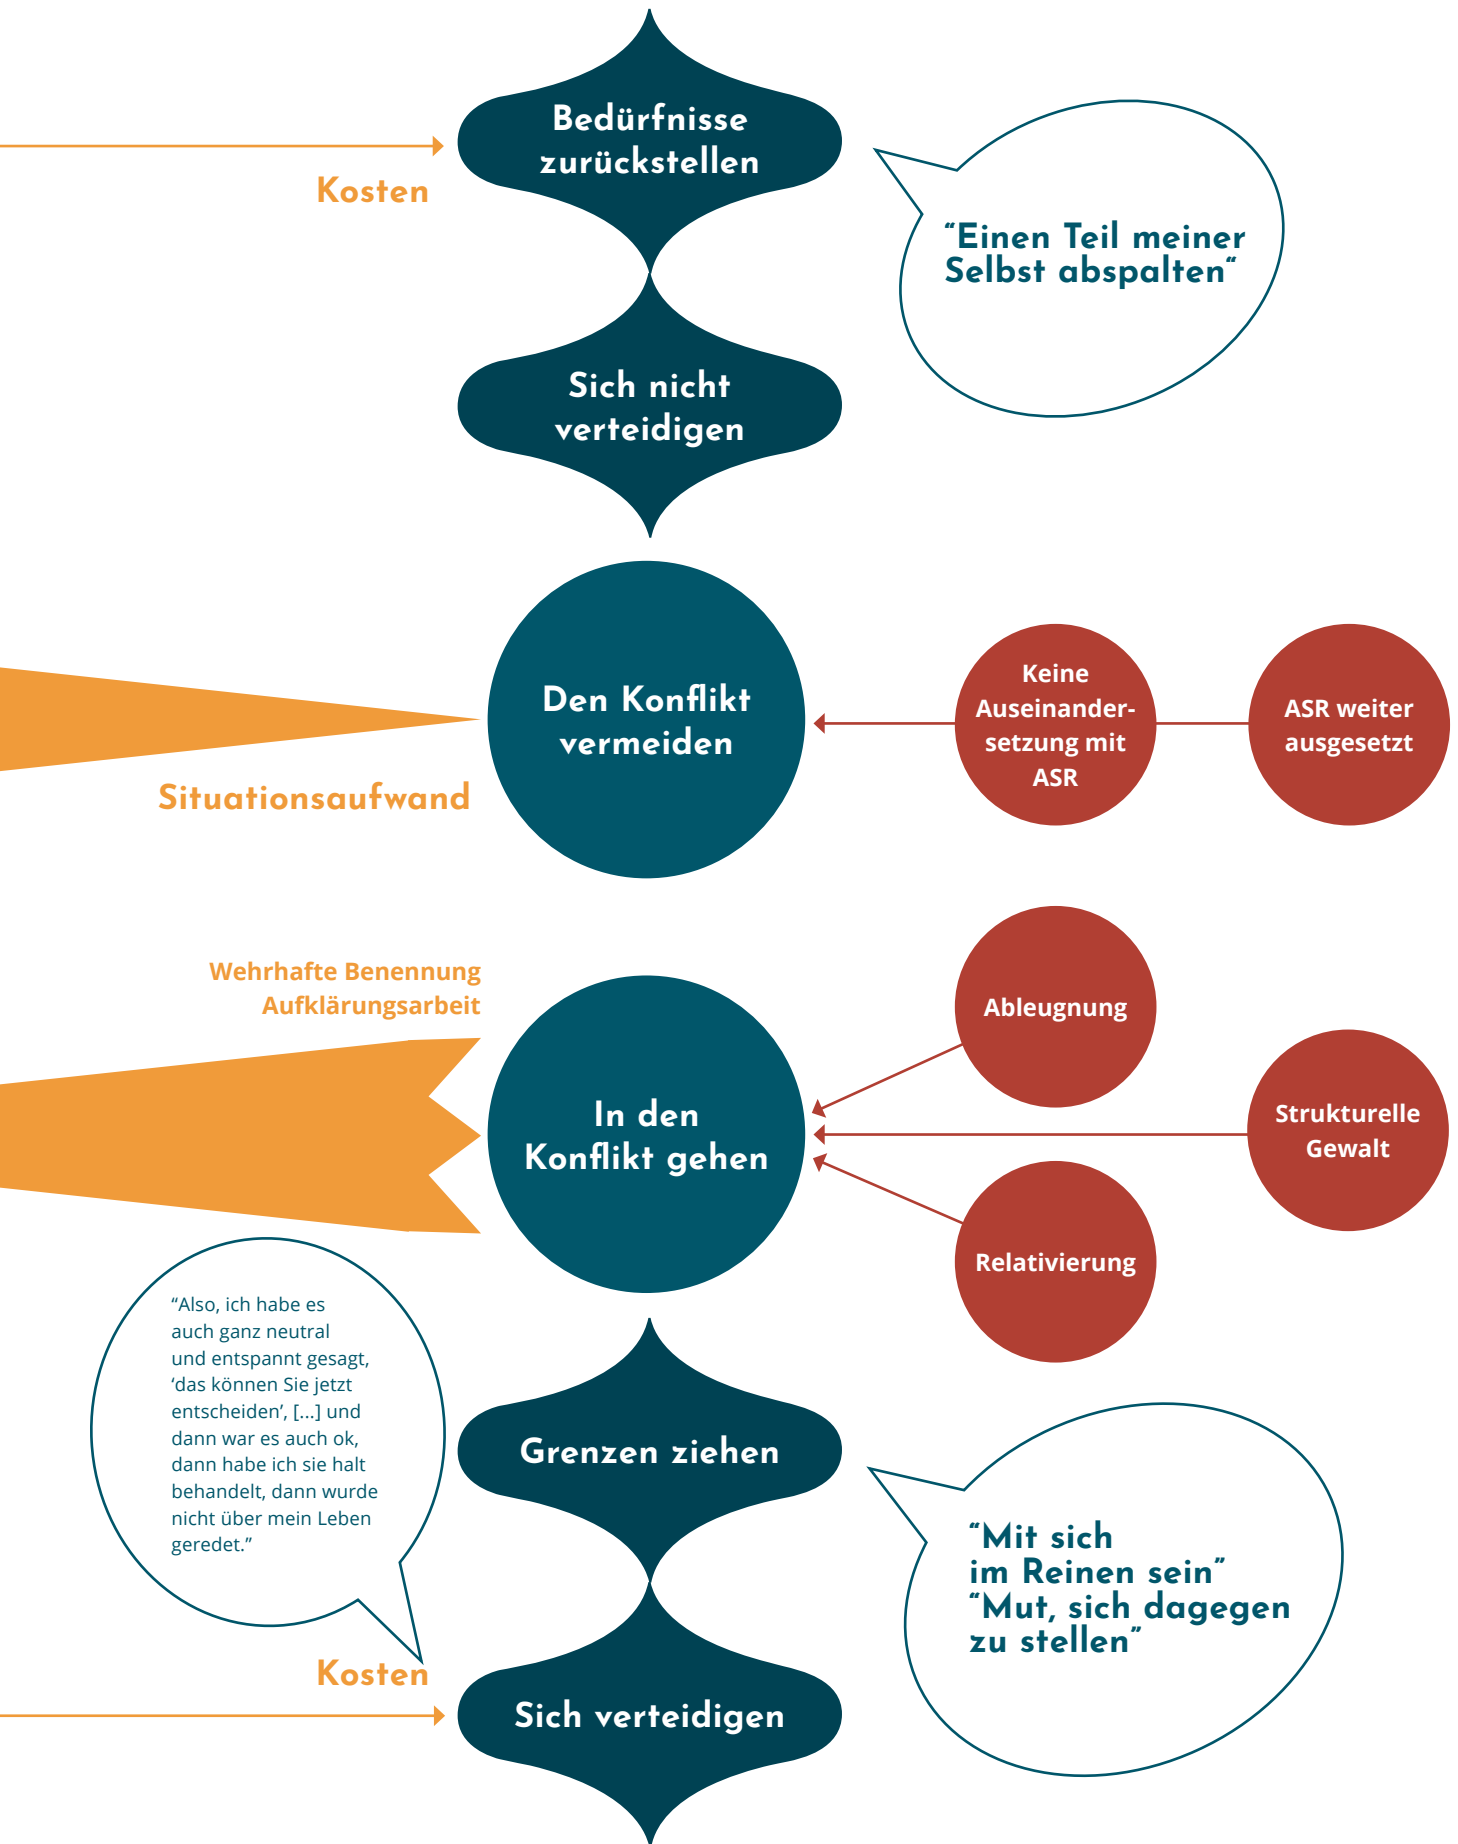 Bedürfnisse
zurückstellen
Kosten
“Einen Teil meiner
Selbst abspalten“
Sich nicht
verteidigen
Den Konflikt
vermeiden
Situationsaufwand
Keine
Auseinander-
setzung mit
ASR
ASR weiter
ausgesetzt
Wehrhafte Benennung
Aufklärungsarbeit
In den
Konflikt gehen
Ableugnung
Strukturelle
Gewalt
Relativierung
“Also, ich habe es
auch ganz neutral
und entspannt gesagt,
‘das können Sie jetzt
entscheiden’, [...] und
dann war es auch ok,
dann habe ich sie halt
behandelt, dann wurde
nicht über mein Leben
geredet.”
Grenzen ziehen
“Mit sich
im Reinen sein”
“Mut, sich dagegen
zu stellen”
Kosten
Sich verteidigen